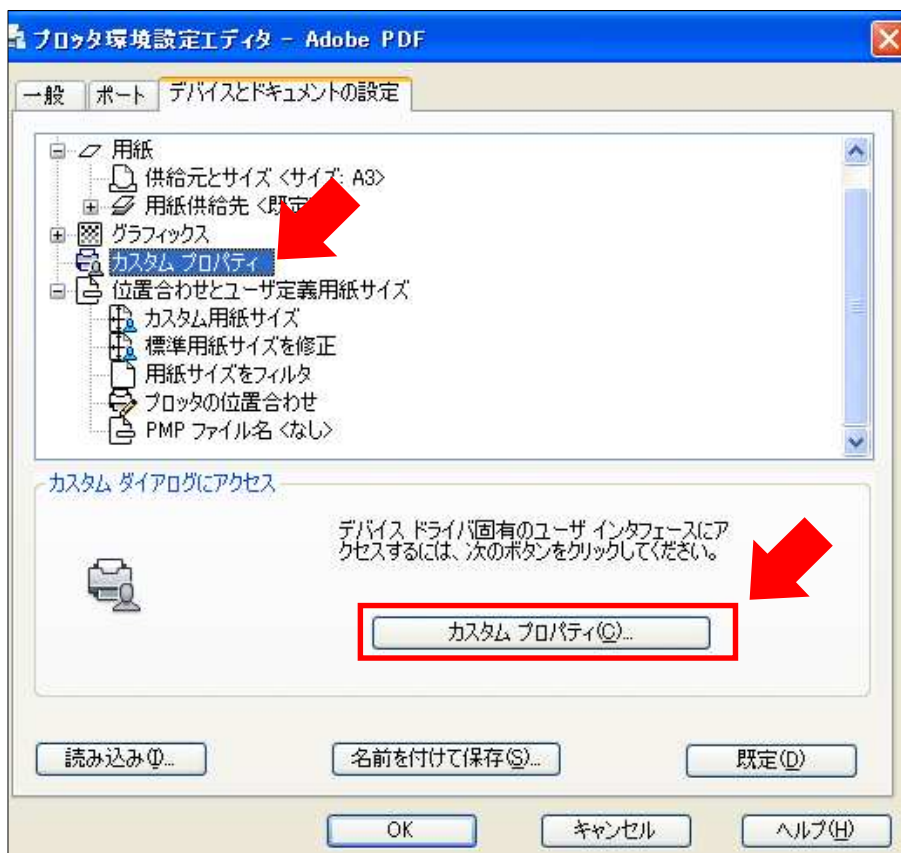 プロッタ環境設定エディタ - Adobe PDF
一般 ポート デバイスとドキュメントの設定
用紙
供給元とサイズ <サイズ: A3>
用紙供給先 <既定
グラフィックス
カスタム プロパティ
位置合わせとユーザ定義用紙サイズ
カスタム用紙サイズ
標準用紙サイズを修正
用紙サイズをフィルタ
プロッタの位置合わせ
PMP ファイル名 <なし>
カスタム ダイアログにアクセス
デバイス ドライバ固有のユーザ インタフェースにア
クセスするには、次のボタンをクリックしてください。
カスタム プロパティ(C)...
読み込み(I)... 名前を付けて保存(S)... 既定(D)
OK キャンセル ヘルプ(H)